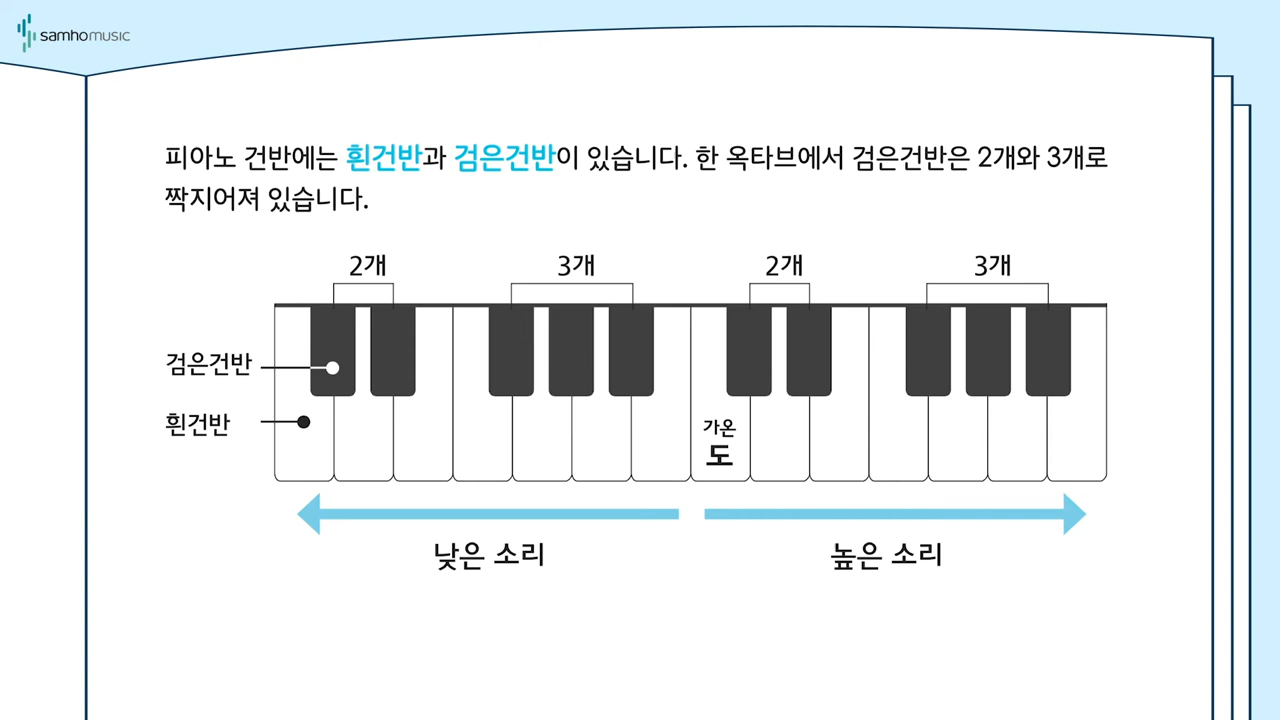 samhomusic
피아노 건반에는 흰건반과 검은건반이 있습니다. 한 옥타브에서 검은건반은 2개와 3개로
짝지어져 있습니다.
2개 3개 2개 3개
검은건반
흰건반
가온
도
낮은 소리 높은 소리